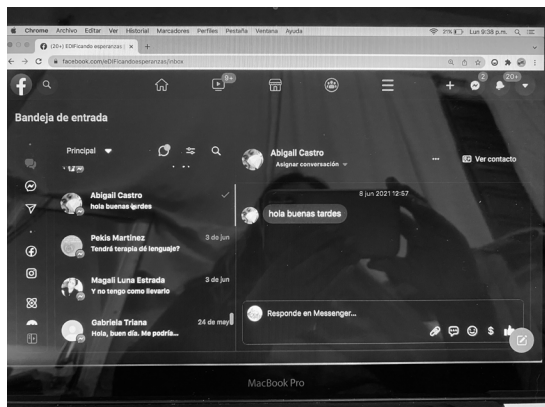 Chrome Archivo Editar Ver Historial Marcadores Perfiles Pestaña Ventana Ayuda 21% Lun 9:38 p.m.
(20+) EDIFicando esperanzas |
facebook.com/eDIFicandoesperanzas/inbox
9+
2
20+
Bandeja de entrada
Principal
Abigail Castro
hola buenas tardes
Pekis Martinez
3 de jun
Tendrá terapia de lenguaje?
Magali Luna Estrada
3 de jun
Y no tengo como llevarlo
Gabriela Triana
24 de may
Hola, buen día. Me podría...
Abigail Castro
Asignar conversación
Ver contacto
8 jun 2021 12:57
hola buenas tardes
Responde en Messenger...
MacBook Pro